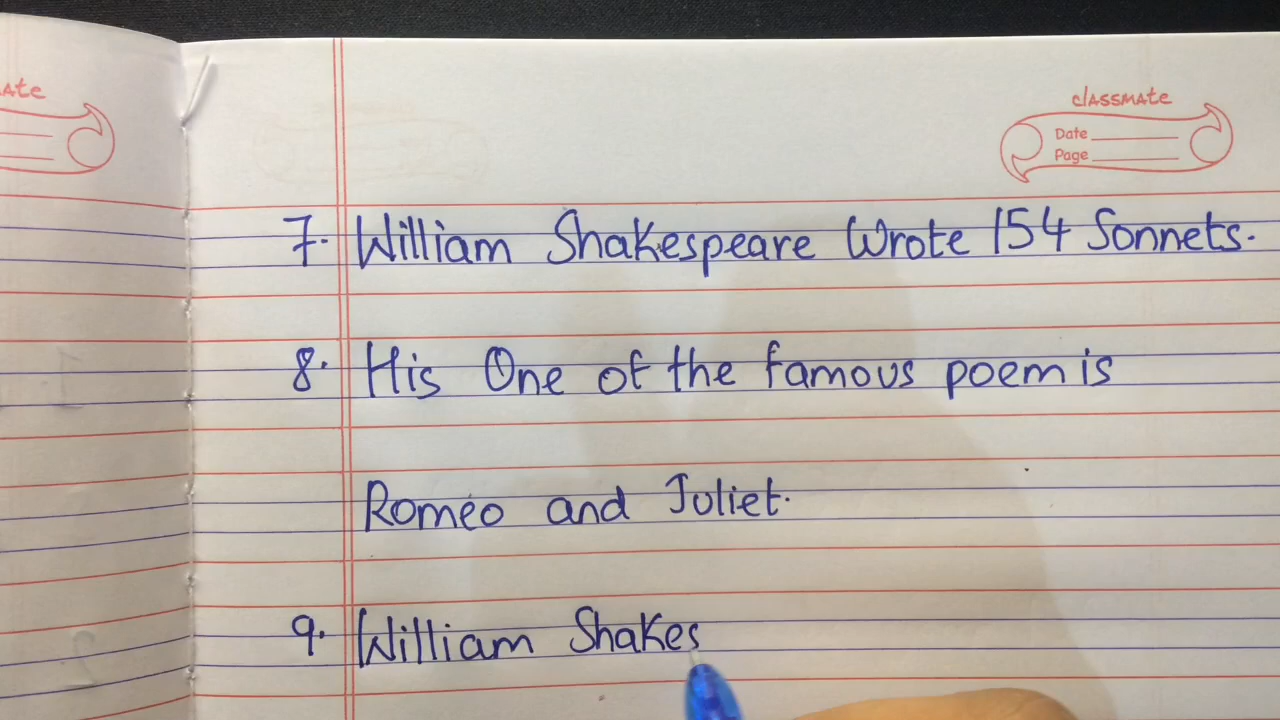 ATe
classmate
Date
Page
7. William Shakespeare Wrote 154 Sonnets.
8. His One of the famous poem is
Romeo and Juliet.
9. William Shakes